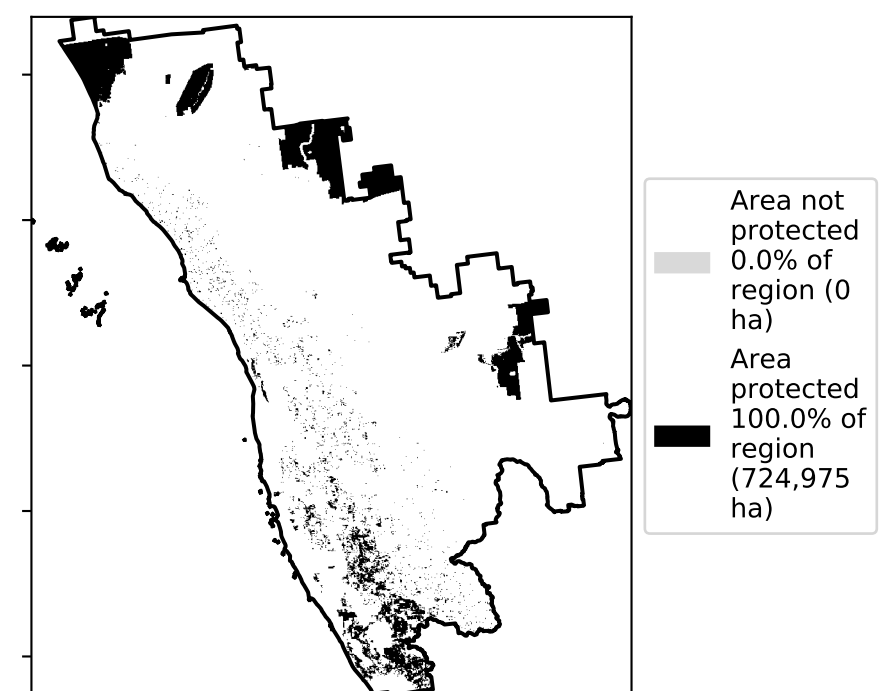 Area not
protected
0.0% of
region (0
ha)
Area
protected
100.0% of
region
(724,975
ha)